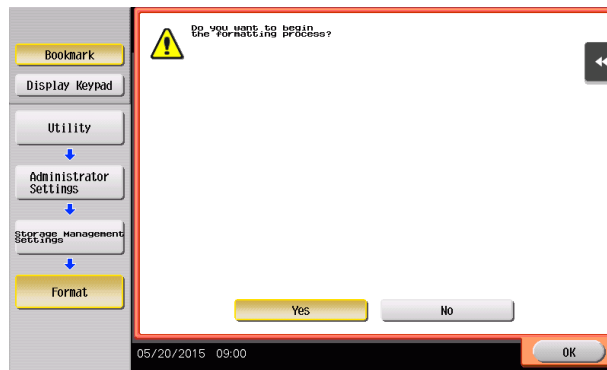 Bookmark
Display Keypad
Utility
Administrator
Settings
Storage Management
Settings
Format
Do you want to begin
the formatting process?
Yes
No
05/20/2015 09:00
OK